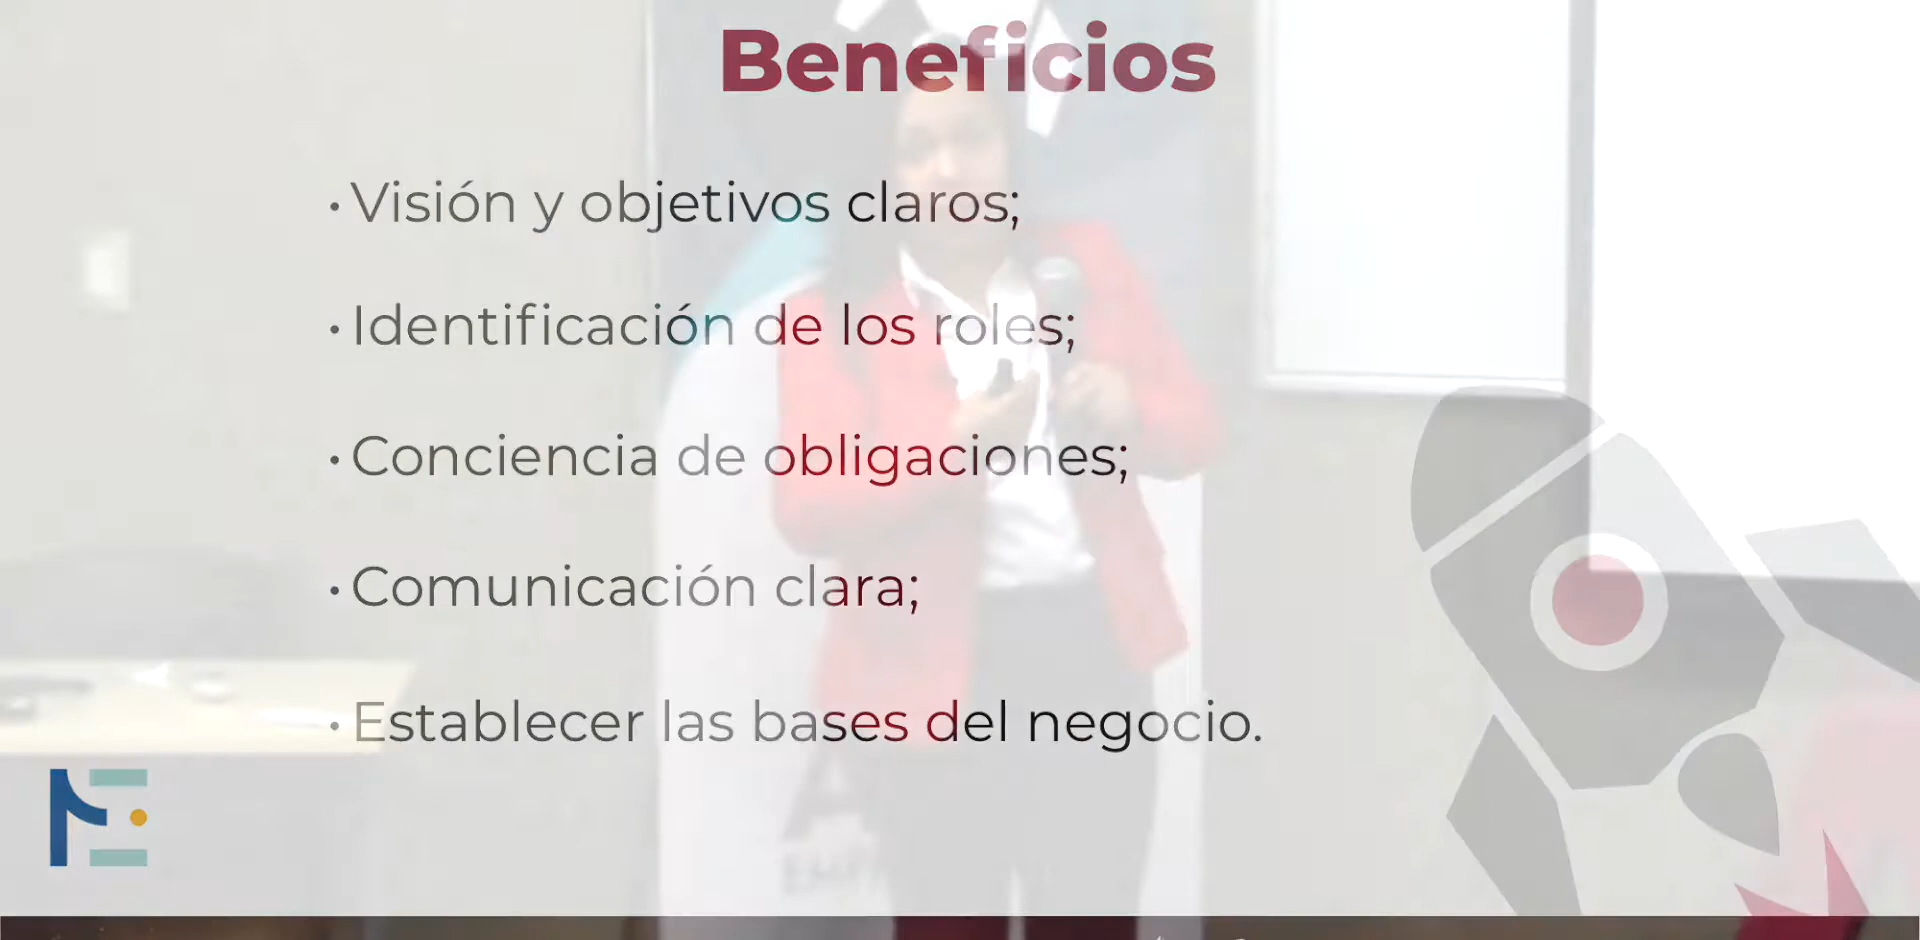 Beneficios
• Visión y objetivos claros;
• Identificación de los roles;
• Conciencia de obligaciones;
• Comunicación clara;
• Establecer las bases del negocio.